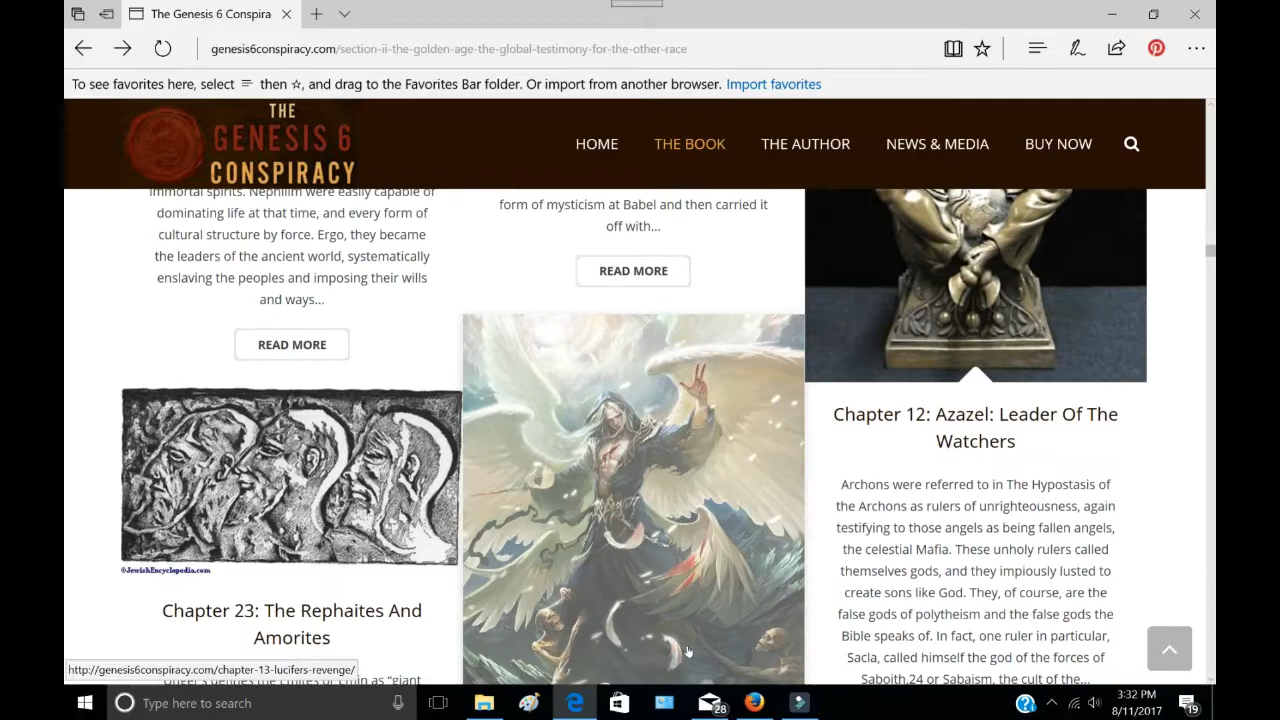 The Genesis 6 Conspira
genesis6conspiracy.com/section-ii-the-golden-age-the-global-testimony-for-the-other-race
To see favorites here, select then ☆, and drag to the Favorites Bar folder. Or import from another browser. Import favorites
THE
GENESIS 6
CONSPIRACY
HOME
THE BOOK
THE AUTHOR
NEWS & MEDIA
BUY NOW
immortal spirits. Nephilim were easily capable of
dominating life at that time, and every form of
cultural structure by force. Ergo, they became
the leaders of the ancient world, systematically
enslaving the peoples and imposing their wills
and ways...
READ MORE
©JewishEncyclopedia.com
Chapter 23: The Rephaites And
Amorites
form of mysticism at Babel and then carried it
off with...
READ MORE
Chapter 12: Azazel: Leader Of The
Watchers
Archons were referred to in The Hypostasis of
the Archons as rulers of unrighteousness, again
testifying to those angels as being fallen angels,
the celestial Mafia. These unholy rulers called
themselves gods, and they impiously lusted to
create sons like God. They, of course, are the
false gods of polytheism and the false gods the
Bible speaks of. In fact, one ruler in particular,
Sacla, called himself the god of the forces of
Saboith,24 or Sabaism, the cult of the...
http://genesis6conspiracy.com/chapter-13-lucifers-revenge/
Type here to search
28
3:32 PM
8/11/2017
19